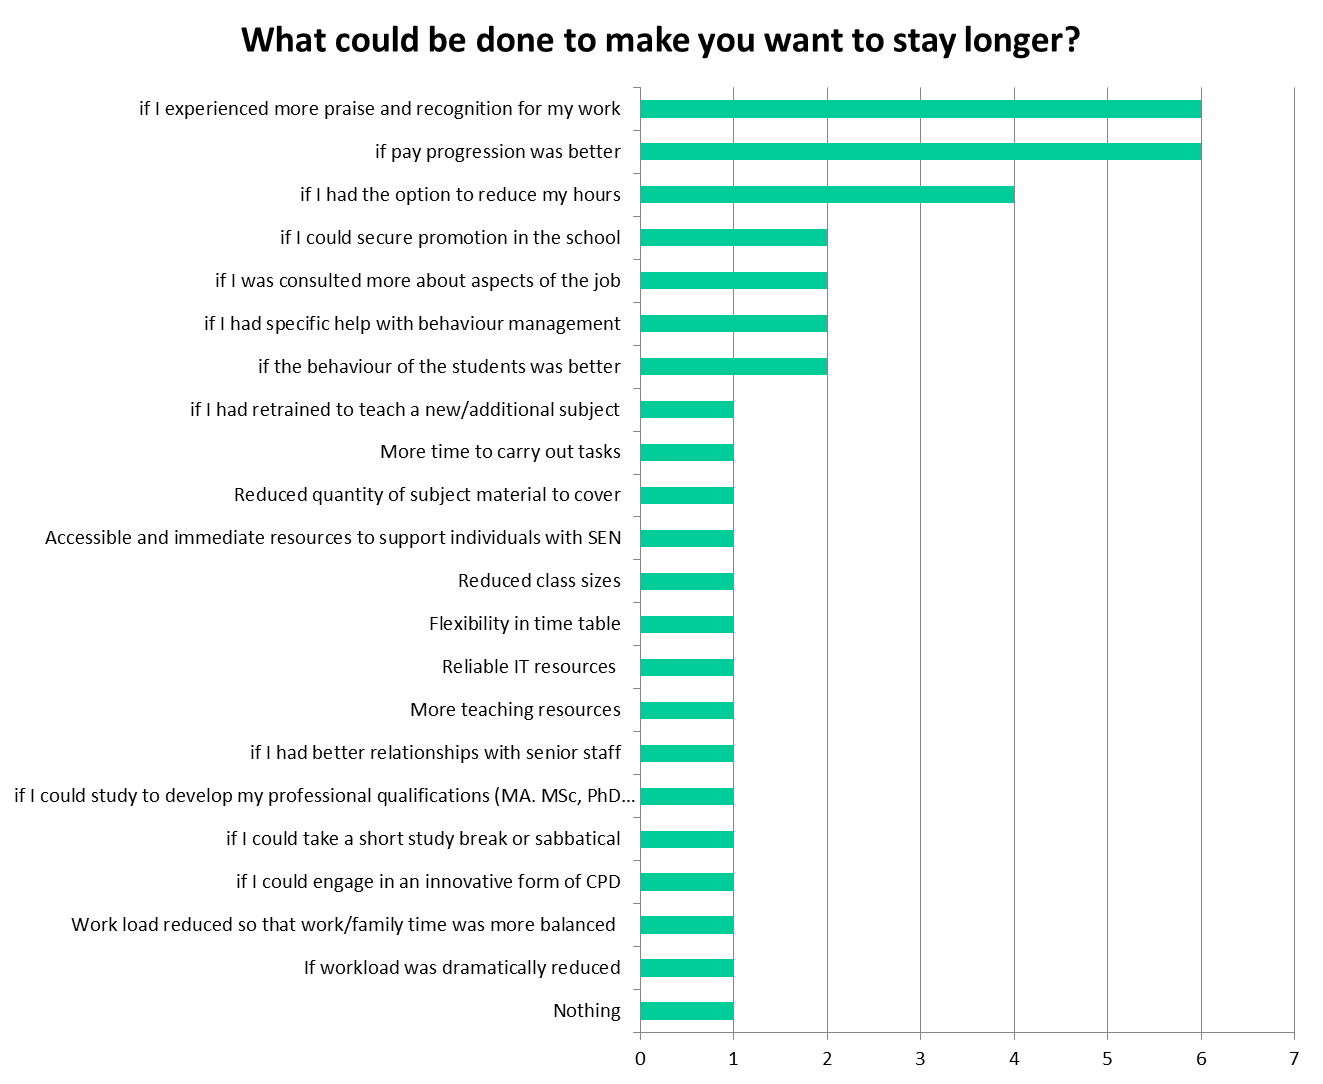 What could be done to make you want to stay longer?
if I experienced more praise and recognition for my work
if pay progression was better
if I had the option to reduce my hours
if I could secure promotion in the school
if I was consulted more about aspects of the job
if I had specific help with behaviour management
if the behaviour of the students was better
if I had retrained to teach a new/additional subject
More time to carry out tasks
Reduced quantity of subject material to cover
Accessible and immediate resources to support individuals with SEN
Reduced class sizes
Flexibility in time table
Reliable IT resources
More teaching resources
if I had better relationships with senior staff
if I could study to develop my professional qualifications (MA. MSc, PhD...
if I could take a short study break or sabbatical
if I could engage in an innovative form of CPD
Work load reduced so that work/family time was more balanced
If workload was dramatically reduced
Nothing
0 1 2 3 4 5 6 7